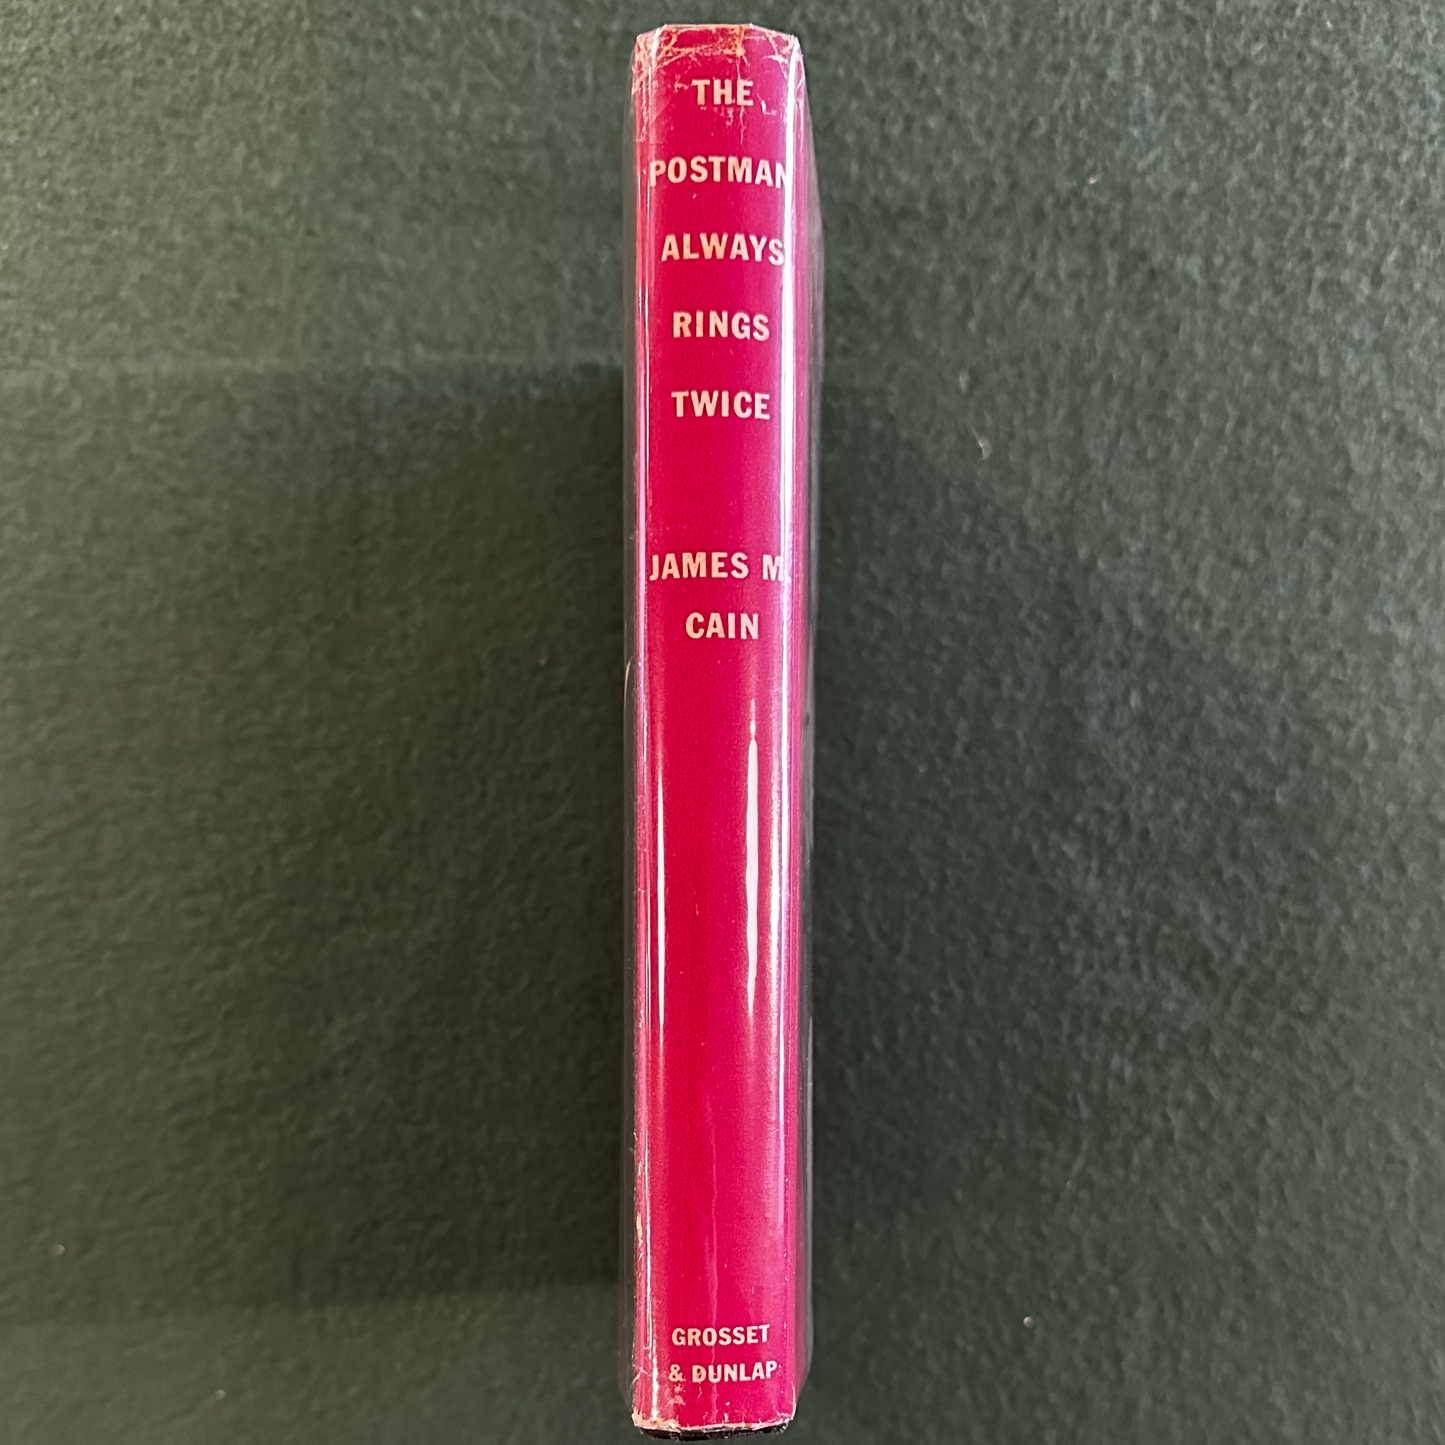 THE
POSTMAN
ALWAYS
RINGS
TWICE
JAMES M.
CAIN
GROSSET
& DUNLAP